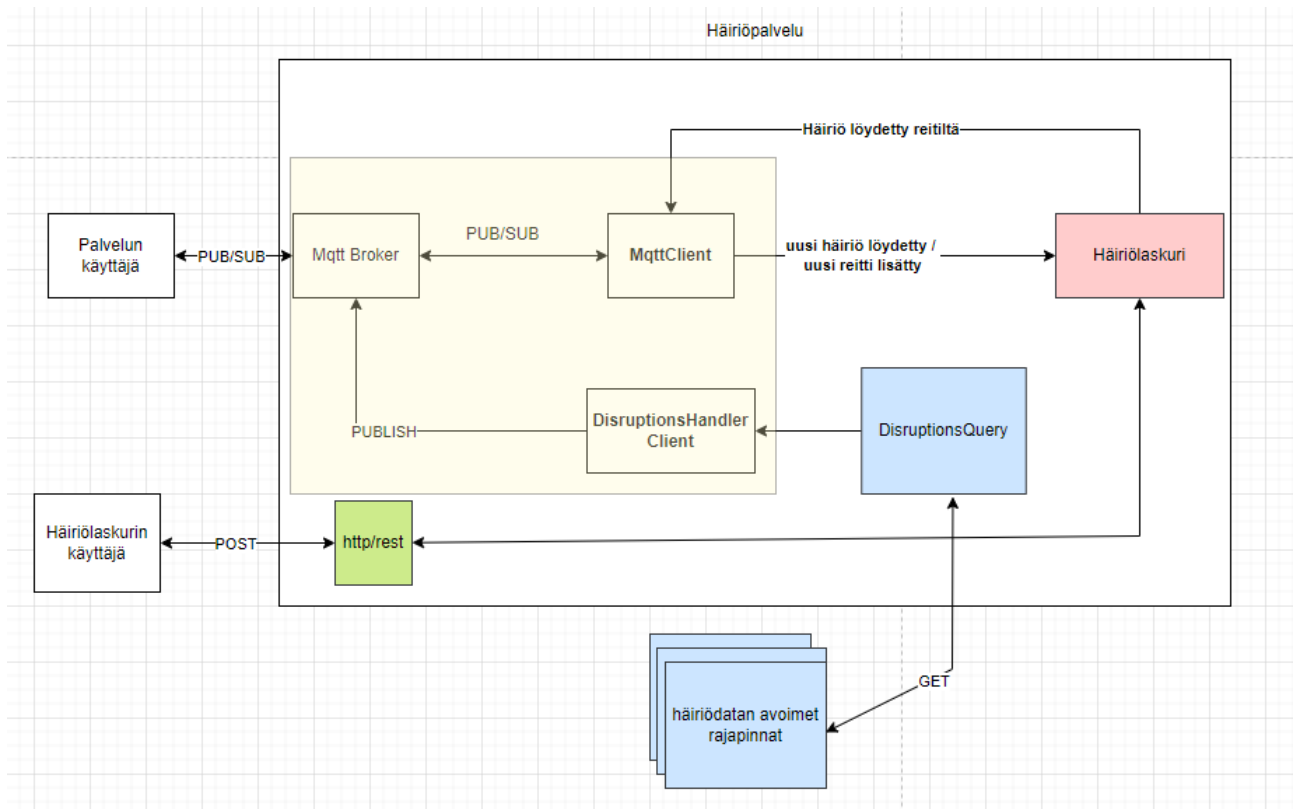 Häiriöpalvelu
Häiriö löydetty reitiltä
Palvelun
käyttäjä
PUB/SUB
Mqtt Broker
PUB/SUB
MqttClient
uusi häiriö löydetty /
uusi reitti lisätty
Häiriölaskuri
PUBLISH
DisruptionsHandler
Client
DisruptionsQuery
Häiriölaskurin
käyttäjä
POST
http/rest
GET
häiriödatan avoimet
rajapinnat